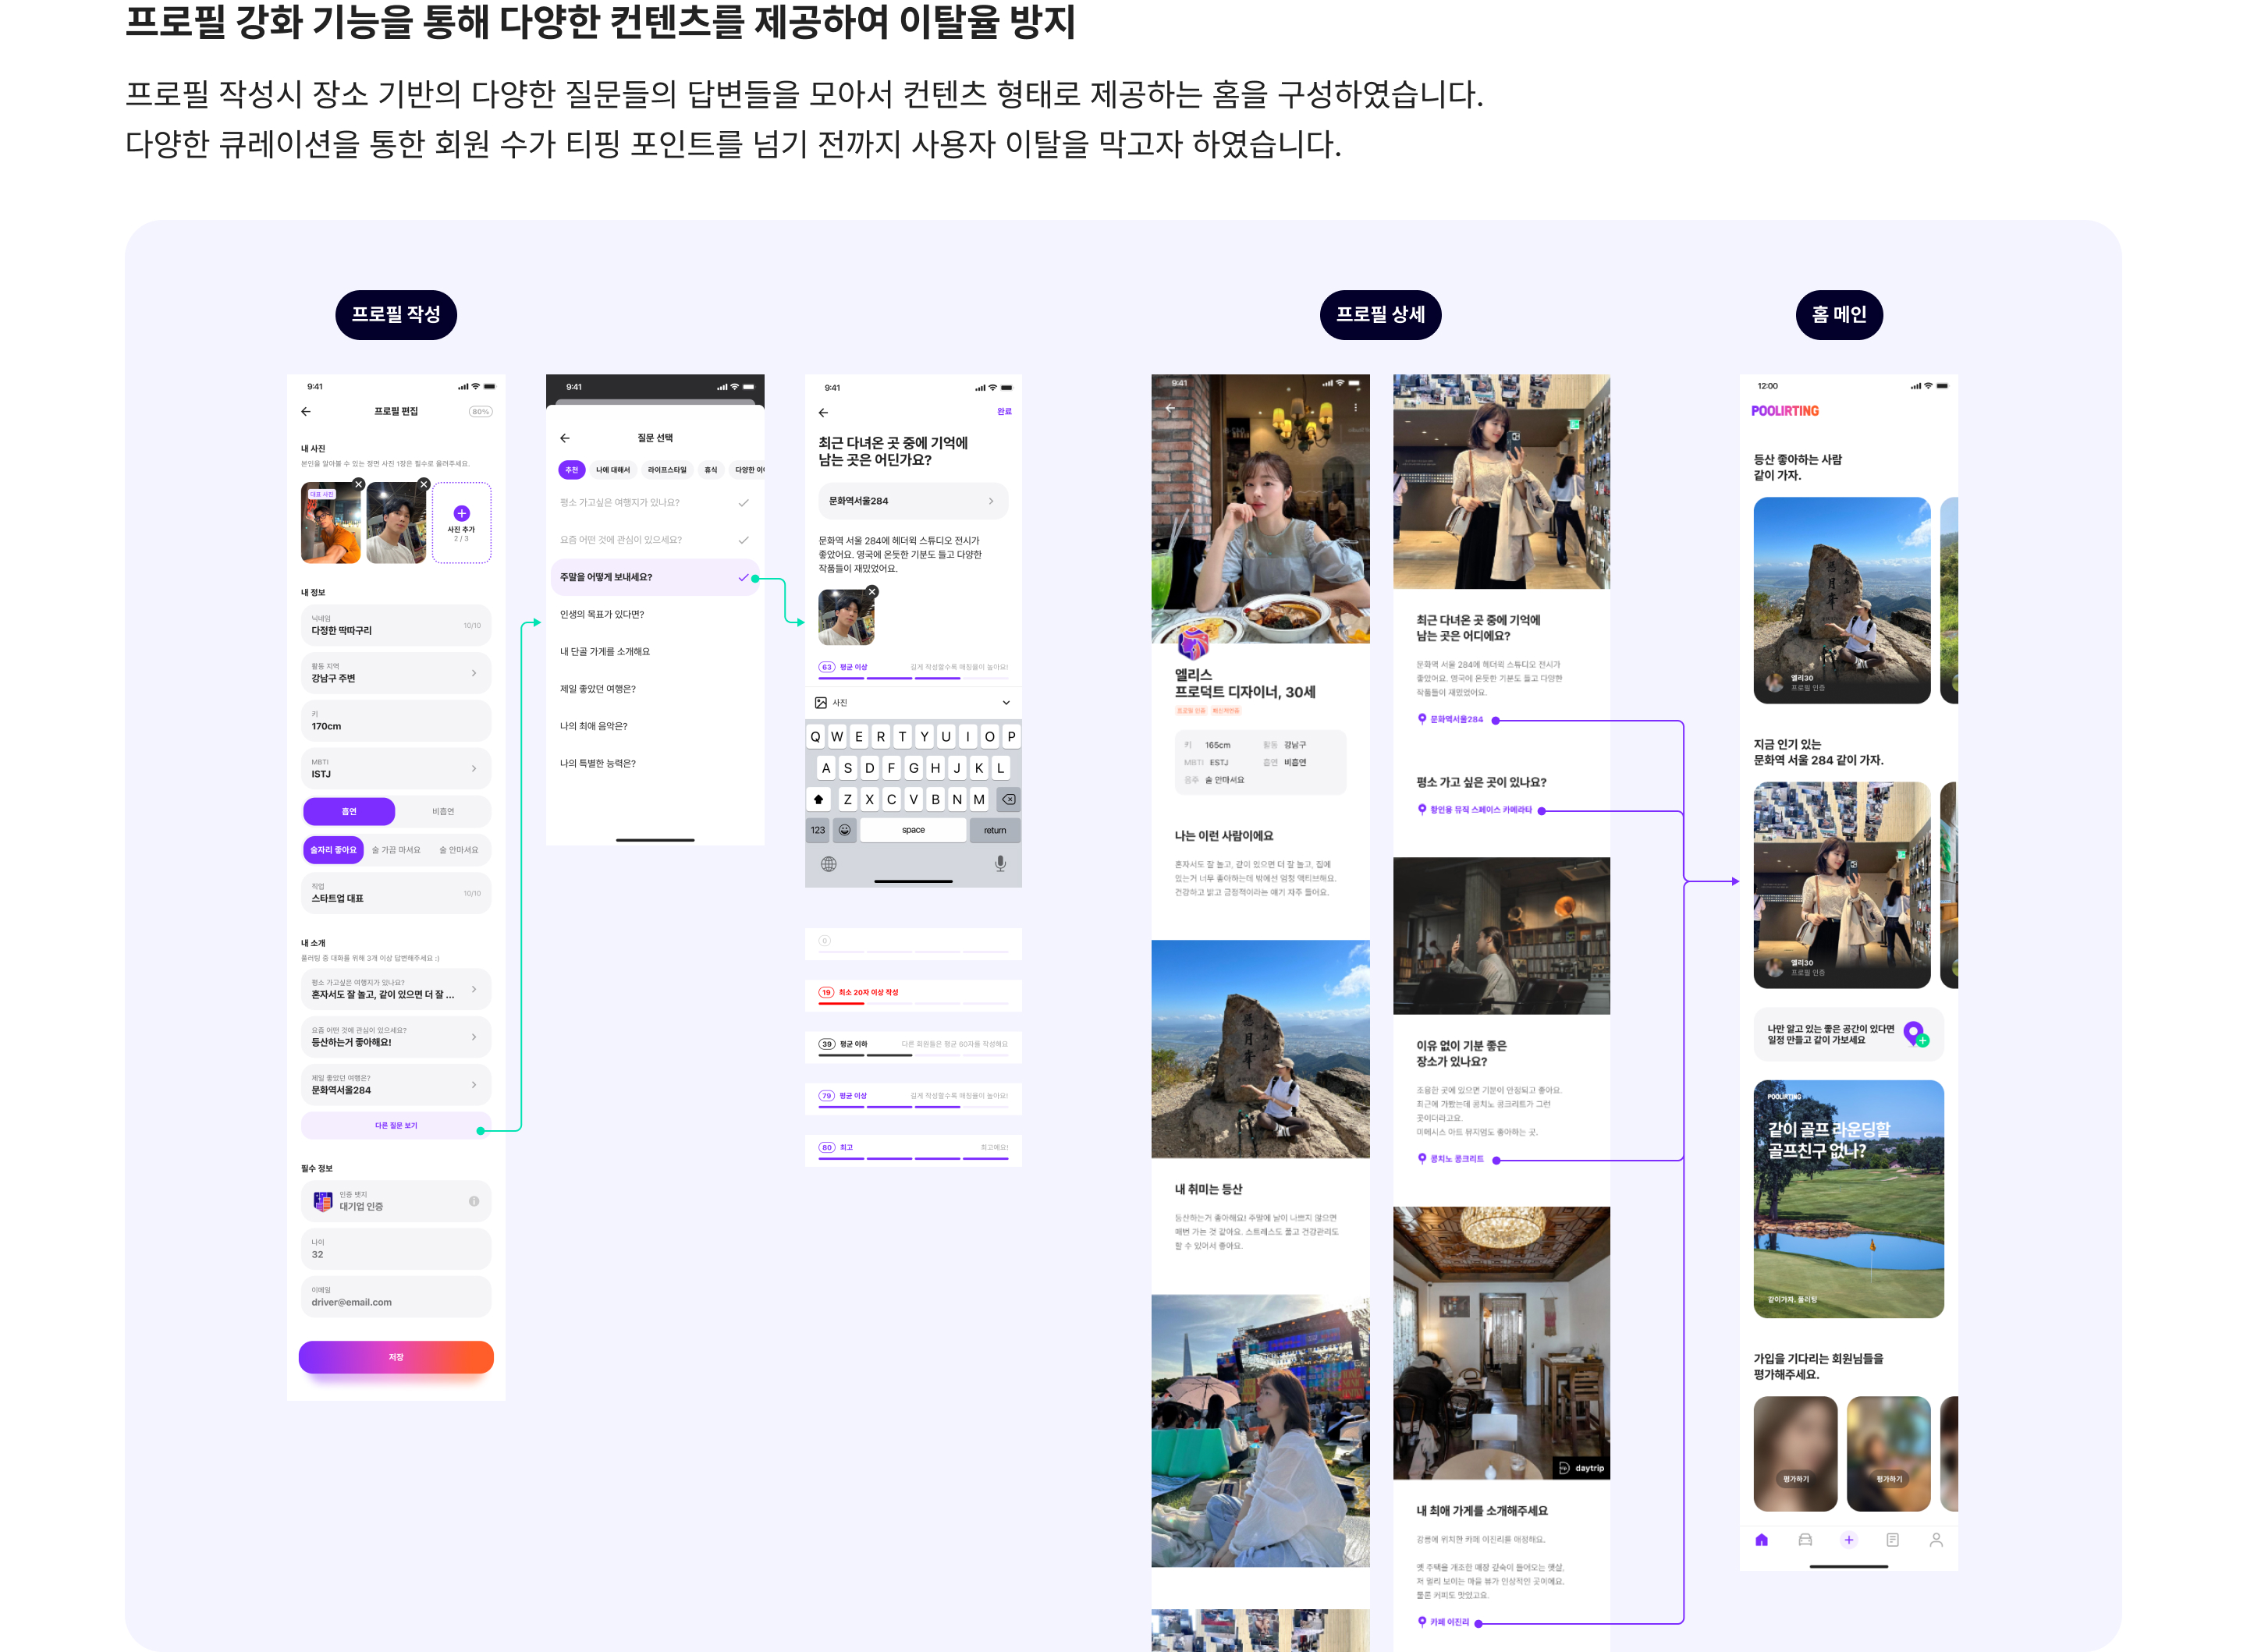 프로필 강화 기능을 통해 다양한 컨텐츠를 제공하여 이탈율 방지
프로필 작성시 장소 기반의 다양한 질문들의 답변들을 모아서 컨텐츠 형태로 제공하는 홈을 구성하였습니다.
다양한 큐레이션을 통한 회원 수가 티핑 포인트를 넘기 전까지 사용자 이탈을 막고자 하였습니다.
프로필 작성
9:41
프로필 편집
80%
내 사진
본인을 알아볼 수 있는 정면 사진 1장은 필수로 올려주세요.
대표 사진
사진 추가
2 / 3
내 정보
닉네임
다정한 딱따구리
10/10
활동 지역
강남구 주변
키
170cm
MBTI
ISTJ
흡연
비흡연
술자리 좋아요
술 가끔 마셔요
술 안마셔요
직업
스타트업 대표
10/10
내 소개
풀러팅 중 대화를 위해 3개 이상 답변해주세요 :)
평소 가고싶은 여행지가 있나요?
혼자서도 잘 놀고, 같이 있으면 더 잘 ...
요즘 어떤 것에 관심이 있으세요?
등산하는거 좋아해요!
제일 좋았던 여행은?
문화역서울284
다른 질문 보기
필수 정보
인증 뱃지
대기업 인증
나이
32
이메일
driver@email.com
저장
9:41
질문 선택
추천
나에 대해서
라이프스타일
휴식
다양한 이
평소 가고싶은 여행지가 있나요?
요즘 어떤 것에 관심이 있으세요?
주말을 어떻게 보내세요?
인생의 목표가 있다면?
내 단골 가게를 소개해요
제일 좋았던 여행은?
나의 최애 음악은?
나의 특별한 능력은?
9:41
완료
최근 다녀온 곳 중에 기억에
남는 곳은 어딘가요?
문화역서울284
문화역 서울 284에 헤더윅 스튜디오 전시가
좋았어요. 영국에 온듯한 기분도 들고 다양한
작품들이 재밌었어요.
63 평균 이상
길게 작성할수록 매칭율이 높아요!
사진
Q W E R T Y U I O P
A S D F G H J K L
Z X C V B N M
123
space
return
0
19 최소 20자 이상 작성
39 평균 이하
다른 회원들은 평균 60자를 작성해요
79 평균 이상
길게 작성할수록 매칭율이 높아요!
80 최고
최고예요!
프로필 상세
9:41
엘리스
프로덕트 디자이너, 30세
프로필 인증
키 165cm
활동 강남구
MBTI ESTJ
흡연 비흡연
음주 술 안마셔요
나는 이런 사람이에요
혼자서도 잘 놀고, 같이 있으면 더 잘 놀고, 집에
있는거 너무 좋아하는데 밖에선 엄청 액티브해요.
건강하고 밝고 긍정적이라는 얘기 자주 들어요.
내 취미는 등산
등산하는거 좋아해요! 주말에 날이 나쁘지 않으면
매번 가는 것 같아요. 스트레스도 풀고 건강관리도
할 수 있어서 좋아요.
최근 다녀온 곳 중에 기억에
남는 곳은 어디에요?
문화역 서울 284에 헤더윅 스튜디오 전시가
좋았어요. 영국에 온듯한 기분도 들고 다양한
작품들이 재밌었어요.
문화역서울284
평소 가고 싶은 곳이 있나요?
황인용 뮤직 스페이스 카메라타
이유 없이 기분 좋은
장소가 있나요?
조용한 곳에 있으면 기분이 안정되고 좋아요.
최근에 가봤는데 콩치노 콩크리트가 그런
곳이더라고요.
미메시스 아트 뮤지엄도 좋아하는 곳.
콩치노 콩크리트
daytrip
내 최애 가게를 소개해주세요
강릉에 위치한 카페 이진리를 애정해요.
옛 주택을 개조한 매장 깊숙이 들어오는 햇살,
저 멀리 보이는 마을 뷰가 인상적인 곳이에요.
물론 커피도 맛있고요.
카페 이진리
홈 메인
12:00
POOLIRTING
등산 좋아하는 사람
같이 가자.
엘리30
프로필 인증
지금 인기 있는
문화역 서울 284 같이 가자.
엘리30
프로필 인증
나만 알고 있는 좋은 공간이 있다면
일정 만들고 같이 가보세요
POOLIRTING
같이 골프 라운딩할
골프친구 없나?
같이가자, 풀러팅
가입을 기다리는 회원님들을
평가해주세요.
평가하기
평가하기